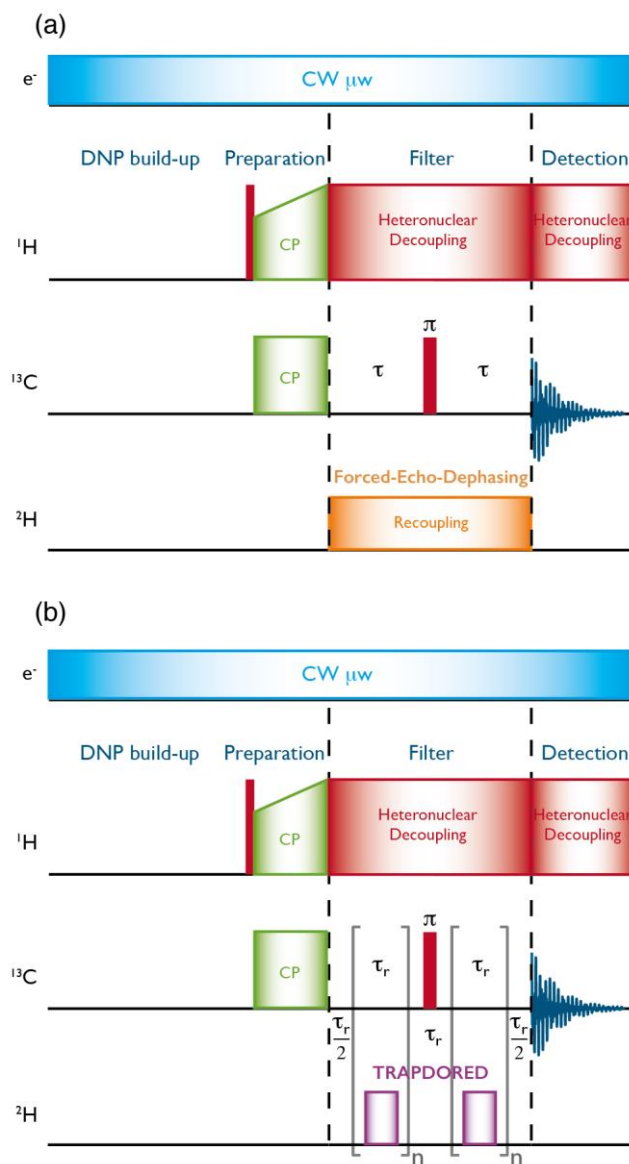 (a)
e⁻
CW μw
DNP build-up Preparation Filter Detection
¹H
CP
Heteronuclear
Decoupling
Heteronuclear
Decoupling
¹³C
CP
τ
π
τ
Forced-Echo-Dephasing
²H
Recoupling
(b)
e⁻
CW μw
DNP build-up Preparation Filter Detection
¹H
CP
Heteronuclear
Decoupling
Heteronuclear
Decoupling
¹³C
CP
τr
π
τr
τr/2
τr
τr/2
TRAPDORED
²H
n
n